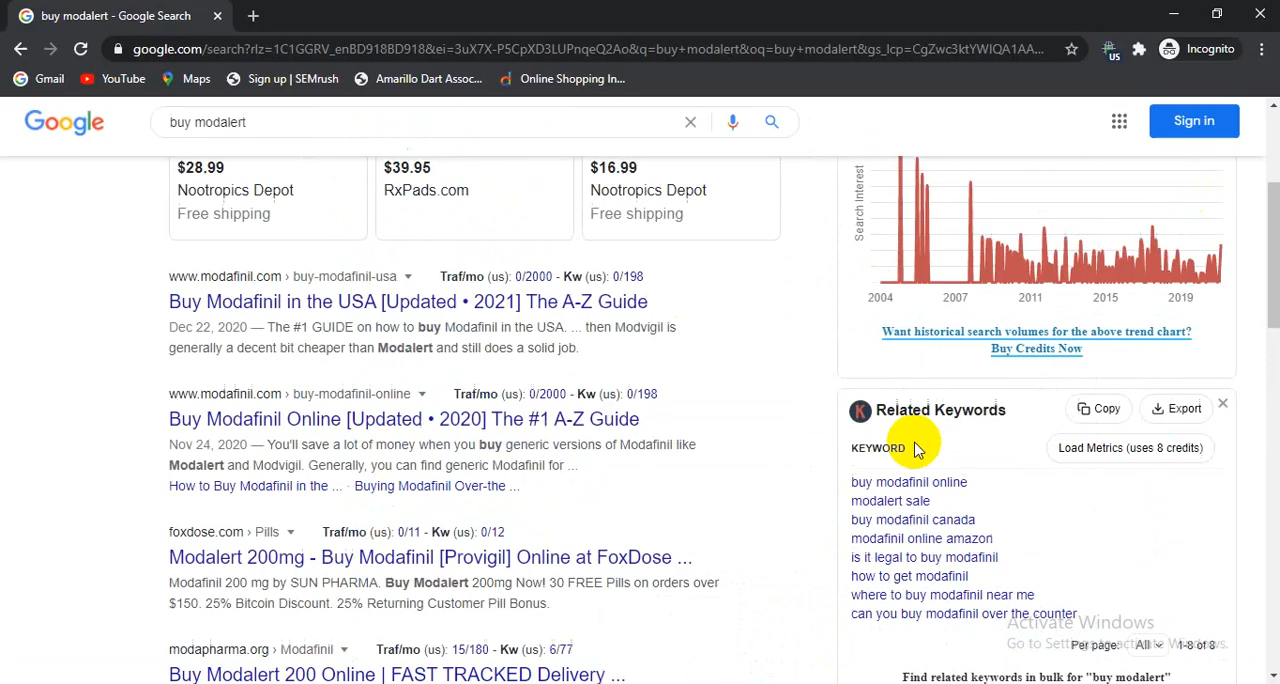 buy modalert - Google Search
google.com/search?rlz=1C1GGRV_enBD918BD918&ei=3uX7X-P5CpXD3LUPnqeQ2Ao&q=buy+modalert&oq=buy+modalert&gs_lcp=CgZwc3ktYWIQA1AA...
US
Incognito
Gmail
YouTube
Maps
Sign up | SEMrush
Amarillo Dart Assoc...
Online Shopping In...
Google
buy modalert
Sign in
$28.99
Nootropics Depot
Free shipping
$39.95
RxPads.com
$16.99
Nootropics Depot
Free shipping
www.modafinil.com › buy-modafinil-usa Traf/mo (us): 0/2000 - Kw (us): 0/198
Buy Modafinil in the USA [Updated • 2021] The A-Z Guide
Dec 22, 2020 — The #1 GUIDE on how to buy Modafinil in the USA. ... then Modvigil is
generally a decent bit cheaper than Modalert and still does a solid job.
www.modafinil.com › buy-modafinil-online Traf/mo (us): 0/2000 - Kw (us): 0/198
Buy Modafinil Online [Updated • 2020] The #1 A-Z Guide
Nov 24, 2020 — You'll save a lot of money when you buy generic versions of Modafinil like
Modalert and Modvigil. Generally, you can find generic Modafinil for ...
How to Buy Modafinil in the ... · Buying Modafinil Over-the ...
foxdose.com › Pills Traf/mo (us): 0/11 - Kw (us): 0/12
Modalert 200mg - Buy Modafinil [Provigil] Online at FoxDose ...
Modafinil 200 mg by SUN PHARMA. Buy Modalert 200mg Now! 30 FREE Pills on orders over
$150. 25% Bitcoin Discount. 25% Returning Customer Pill Bonus.
modapharma.org › Modafinil Traf/mo (us): 15/180 - Kw (us): 6/77
Buy Modalert 200 Online | FAST TRACKED Delivery ...
Search Interest
2004 2007 2011 2015 2019
Want historical search volumes for the above trend chart?
Buy Credits Now
K Related Keywords
Copy
Export
KEYWORD
Load Metrics (uses 8 credits)
buy modafinil online
modalert sale
buy modafinil canada
modafinil online amazon
is it legal to buy modafinil
how to get modafinil
where to buy modafinil near me
can you buy modafinil over the counter
Activate Windows
Go to Settings to activate Windows.
Per page: All 1-8 of 8
Find related keywords in bulk for "buy modalert"